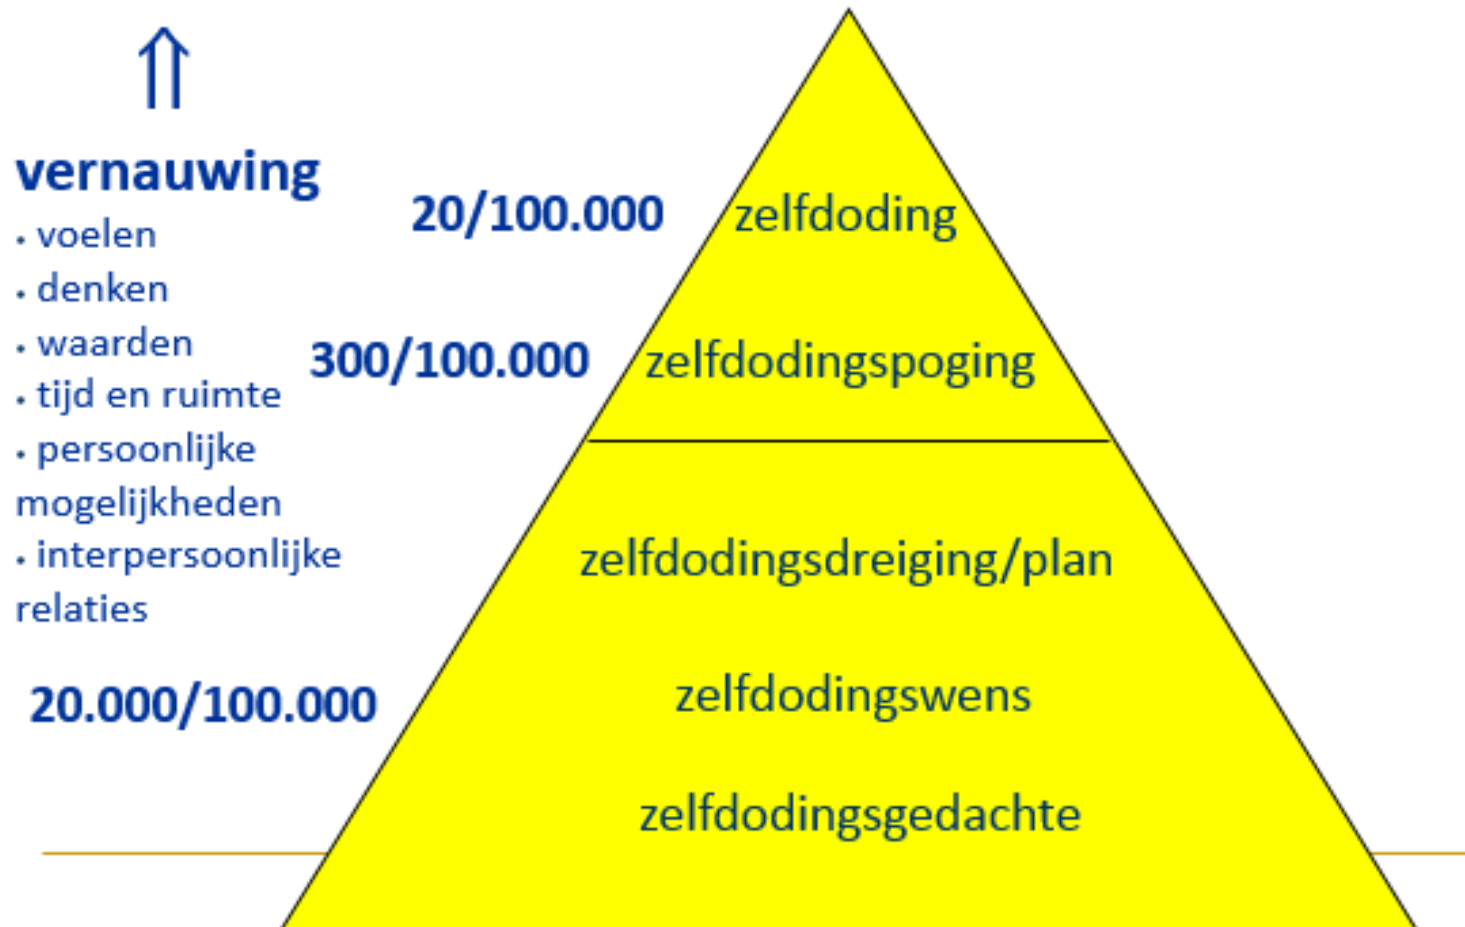 ⇑
vernauwing
• voelen
• denken
• waarden
• tijd en ruimte
• persoonlijke
mogelijkheden
• interpersoonlijke
relaties
20/100.000
zelfdoding
300/100.000
zelfdodingspoging
zelfdodingsdreiging/plan
20.000/100.000
zelfdodingswens
zelfdodingsgedachte